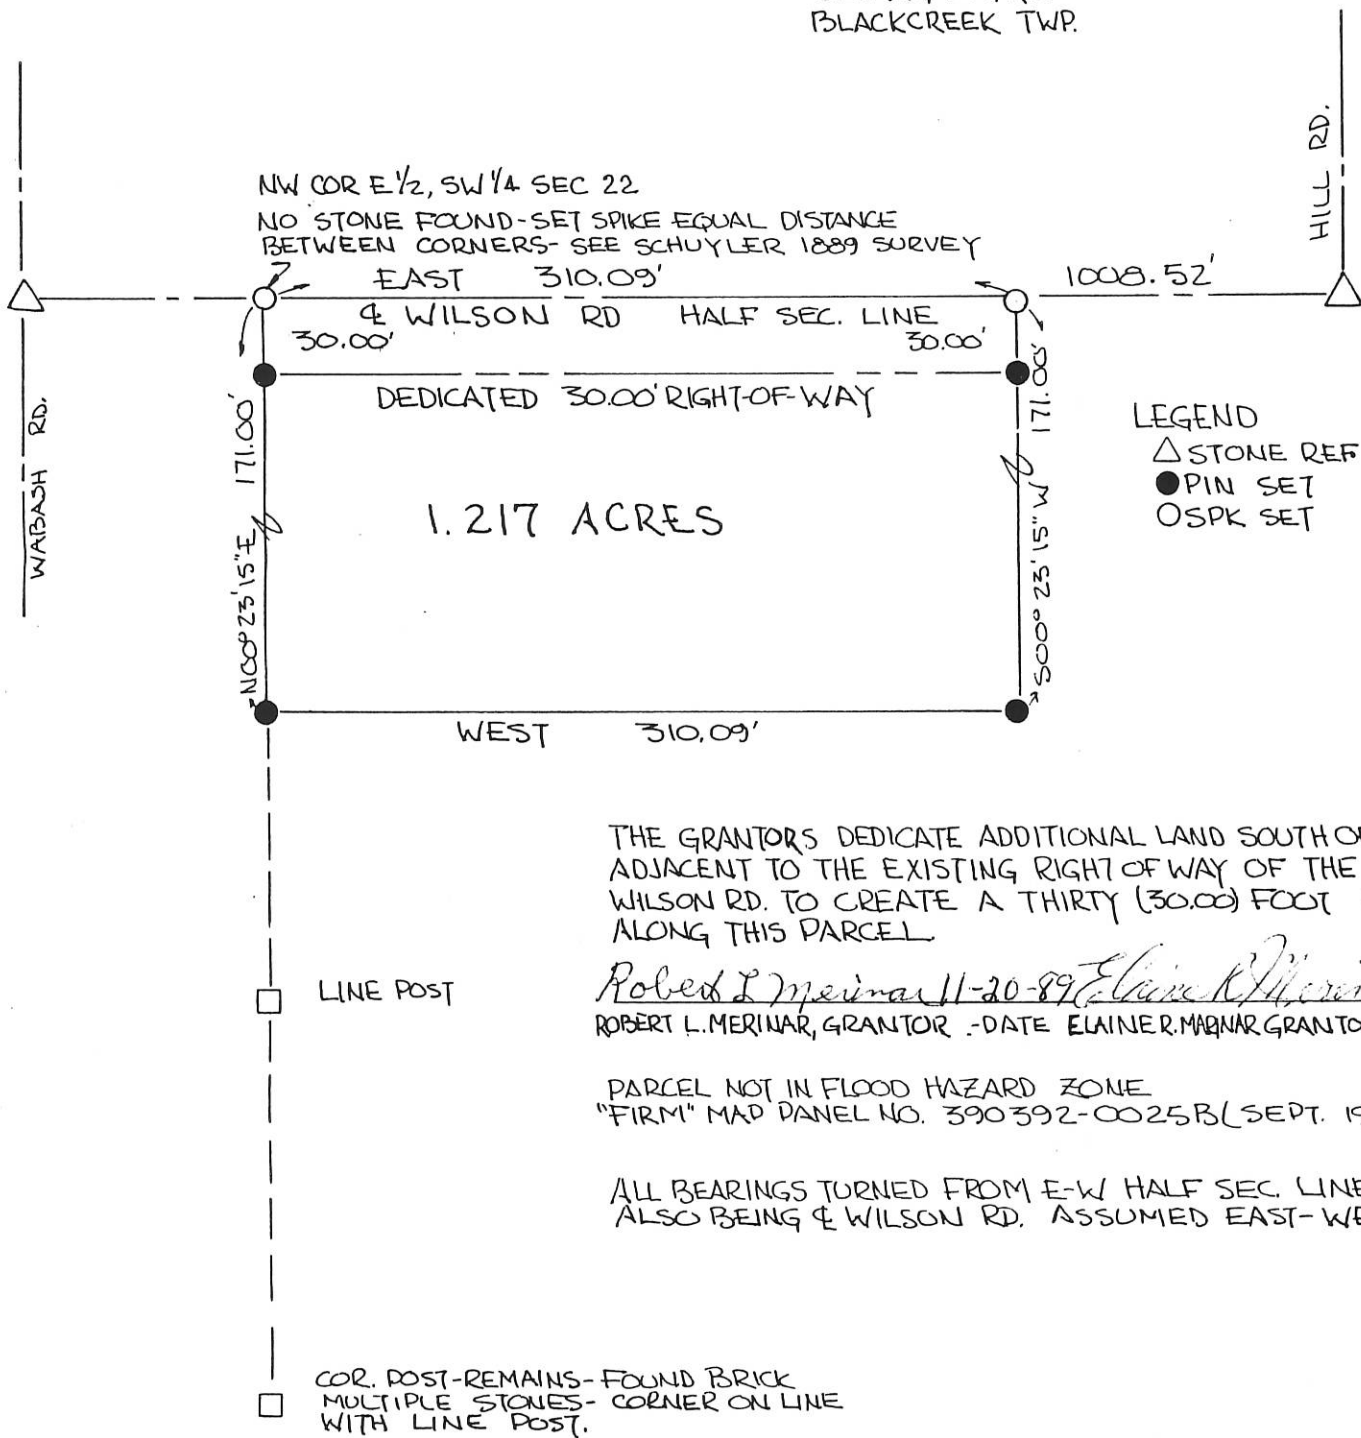 BLACKCREEK TWP.
HILL RD.
NW COR E 1/2, SW 1/4 SEC 22
NO STONE FOUND-SET SPIKE EQUAL DISTANCE
BETWEEN CORNERS- SEE SCHUYLER 1889 SURVEY
EAST 310.09'
1008.52'
℄ WILSON RD HALF SEC. LINE
30.00'
30.00'
DEDICATED 30.00' RIGHT-OF-WAY
WABASH RD.
N00°23'15"E 171.00'
S00°23'15"W 171.00'
LEGEND
△ STONE REF
● PIN SET
○ SPK SET
1.217 ACRES
WEST 310.09'
THE GRANTORS DEDICATE ADDITIONAL LAND SOUTH OF
ADJACENT TO THE EXISTING RIGHT OF WAY OF THE
WILSON RD. TO CREATE A THIRTY (30.00) FOOT
ALONG THIS PARCEL.
LINE POST
Robert L Merinar 11-20-89 Elaine R Merin
ROBERT L. MERINAR, GRANTOR .-DATE ELAINE R. MARNAR GRANTO
PARCEL NOT IN FLOOD HAZARD ZONE
"FIRM" MAP PANEL NO. 390392-0025B (SEPT. 19
ALL BEARINGS TURNED FROM E-W HALF SEC. LINE
ALSO BEING ℄ WILSON RD. ASSUMED EAST-WE
COR. POST-REMAINS-FOUND BRICK
MULTIPLE STONES- CORNER ON LINE
WITH LINE POST.